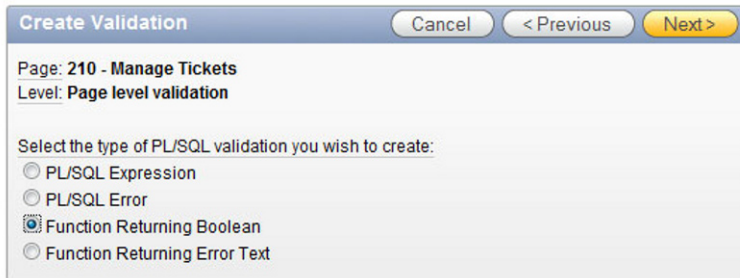 Create Validation Cancel < Previous Next >
Page: 210 - Manage Tickets
Level: Page level validation
Select the type of PL/SQL validation you wish to create:
PL/SQL Expression
PL/SQL Error
Function Returning Boolean
Function Returning Error Text